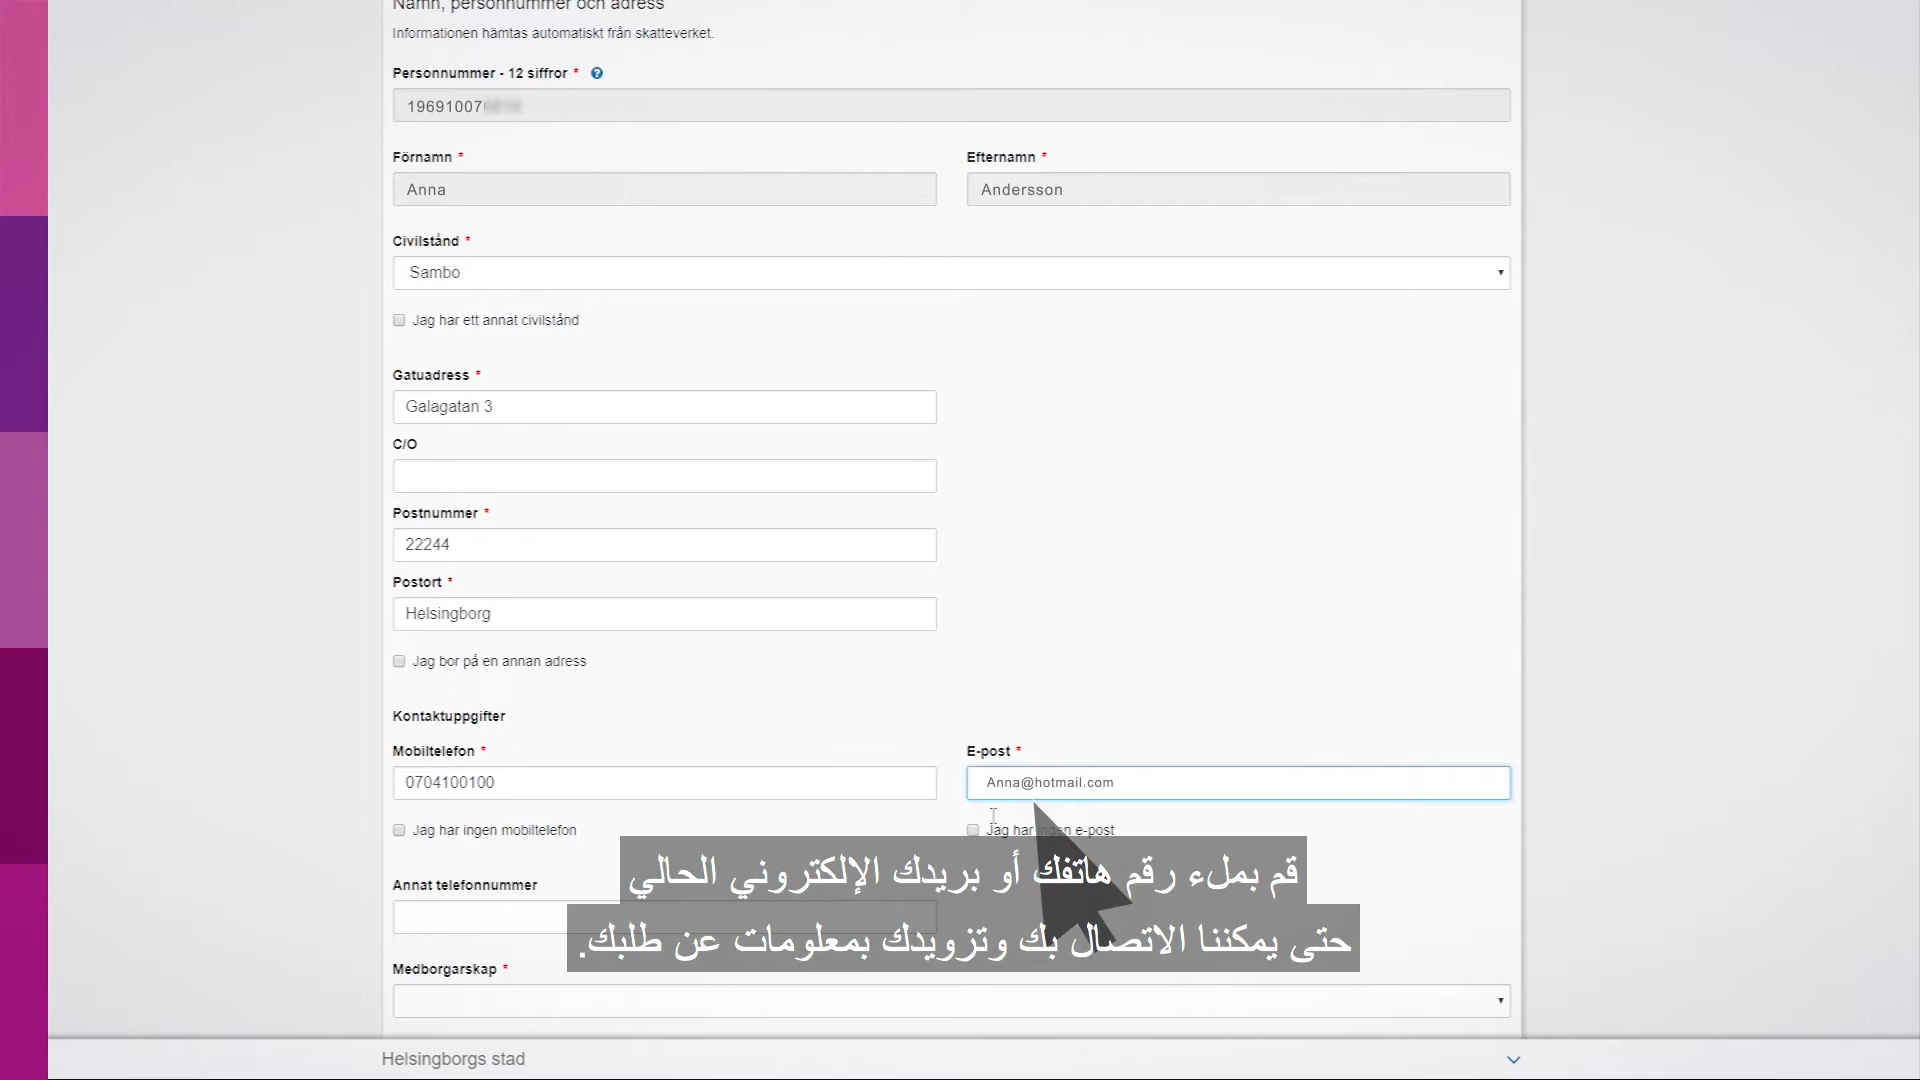 Namn, personnummer och adress
Informationen hämtas automatiskt från skatteverket.
Personnummer - 12 siffror *
196910076
Förnamn * Efternamn *
Anna Andersson
Civilstånd *
Sambo
Jag har ett annat civilstånd
Gatuadress *
Galagatan 3
C/O
Postnummer *
22244
Postort *
Helsingborg
Jag bor på en annan adress
Kontaktuppgifter
Mobiltelefon * E-post *
0704100100 Anna@hotmail.com
Jag har ingen mobiltelefon Jag har ingen e-post
قم بملء رقم هاتفك أو بريدك الإلكتروني الحالي
Annat telefonnummer
حتى يمكننا الاتصال بك وتزويدك بمعلومات عن طلبك.
Medborgarskap *
Helsingborgs stad